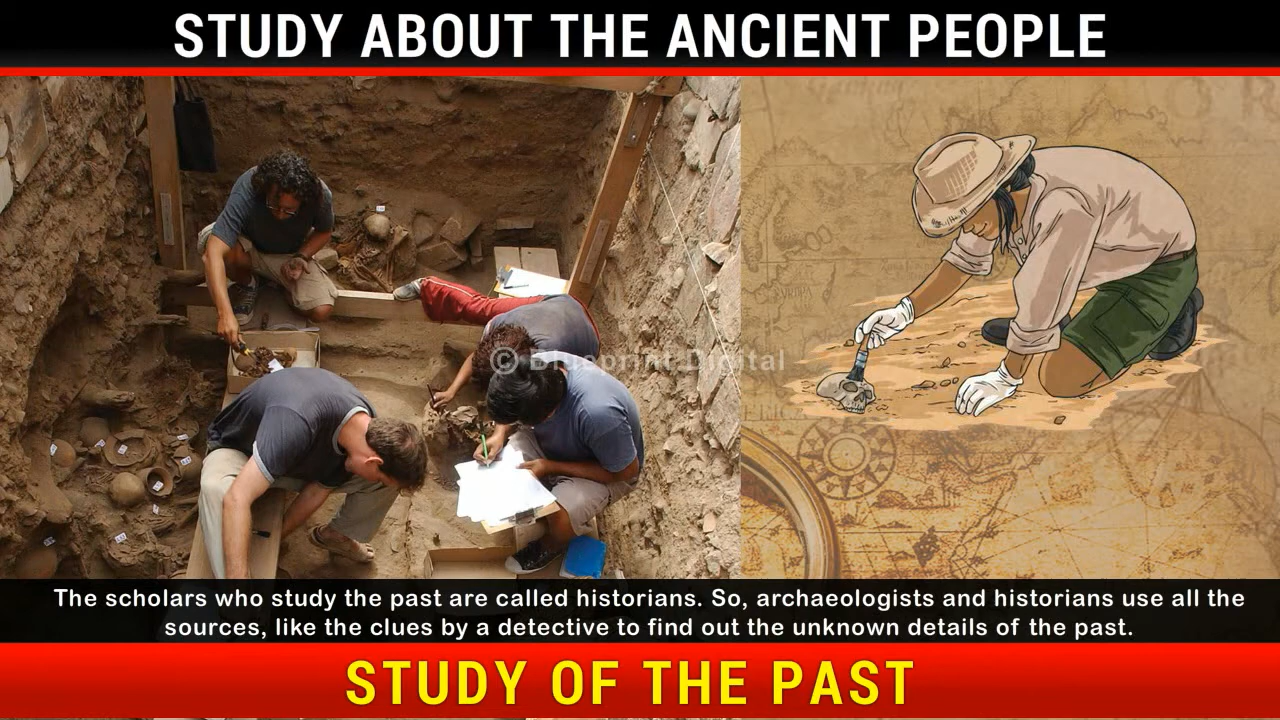 STUDY ABOUT THE ANCIENT PEOPLE
© Blueprint Digital
The scholars who study the past are called historians. So, archaeologists and historians use all the
sources, like the clues by a detective to find out the unknown details of the past.
STUDY OF THE PAST